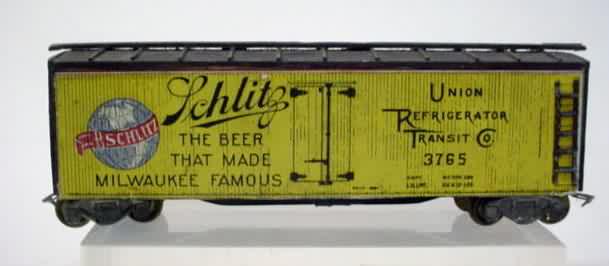 SCHLITZ
Schlitz
THE BEER
THAT MADE
MILWAUKEE FAMOUS
UNION
REFRIGERATOR
TRANSIT CO.
3765